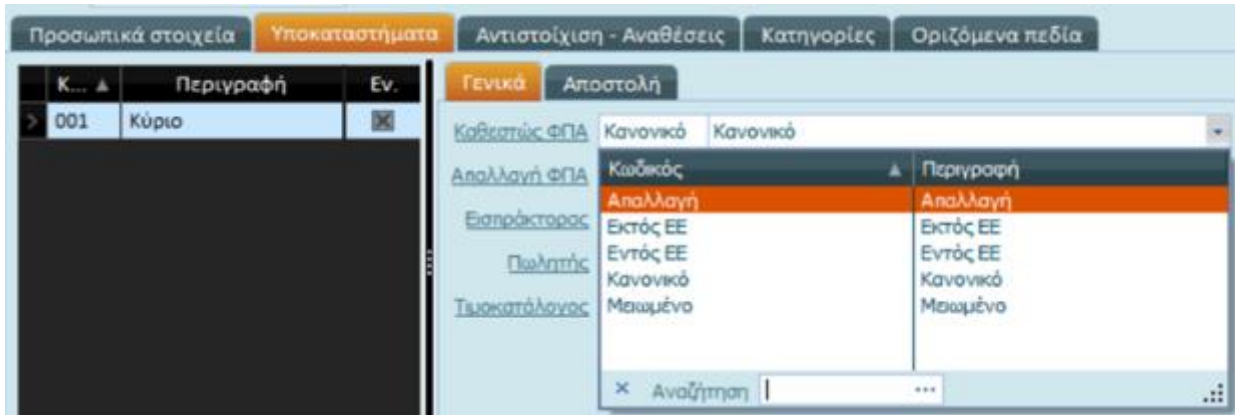 Προσωπικά στοιχεία Υποκαταστήματα Αντιστοίχιση - Αναθέσεις Κατηγορίες Οριζόμενα πεδία
Κ... Περιγραφή Εν.
001 Κύριο
Γενικά Αποστολή
Καθεστώς ΦΠΑ Κανονικό Κανονικό
Απαλλαγή ΦΠΑ
Εισπράκτορας
Πωλητής
Τιμοκατάλογος
Κωδικός Περιγραφή
Απαλλαγή Απαλλαγή
Εκτός ΕΕ Εκτός ΕΕ
Εντός ΕΕ Εντός ΕΕ
Κανονικό Κανονικό
Μειωμένο Μειωμένο
Αναζήτηση ...